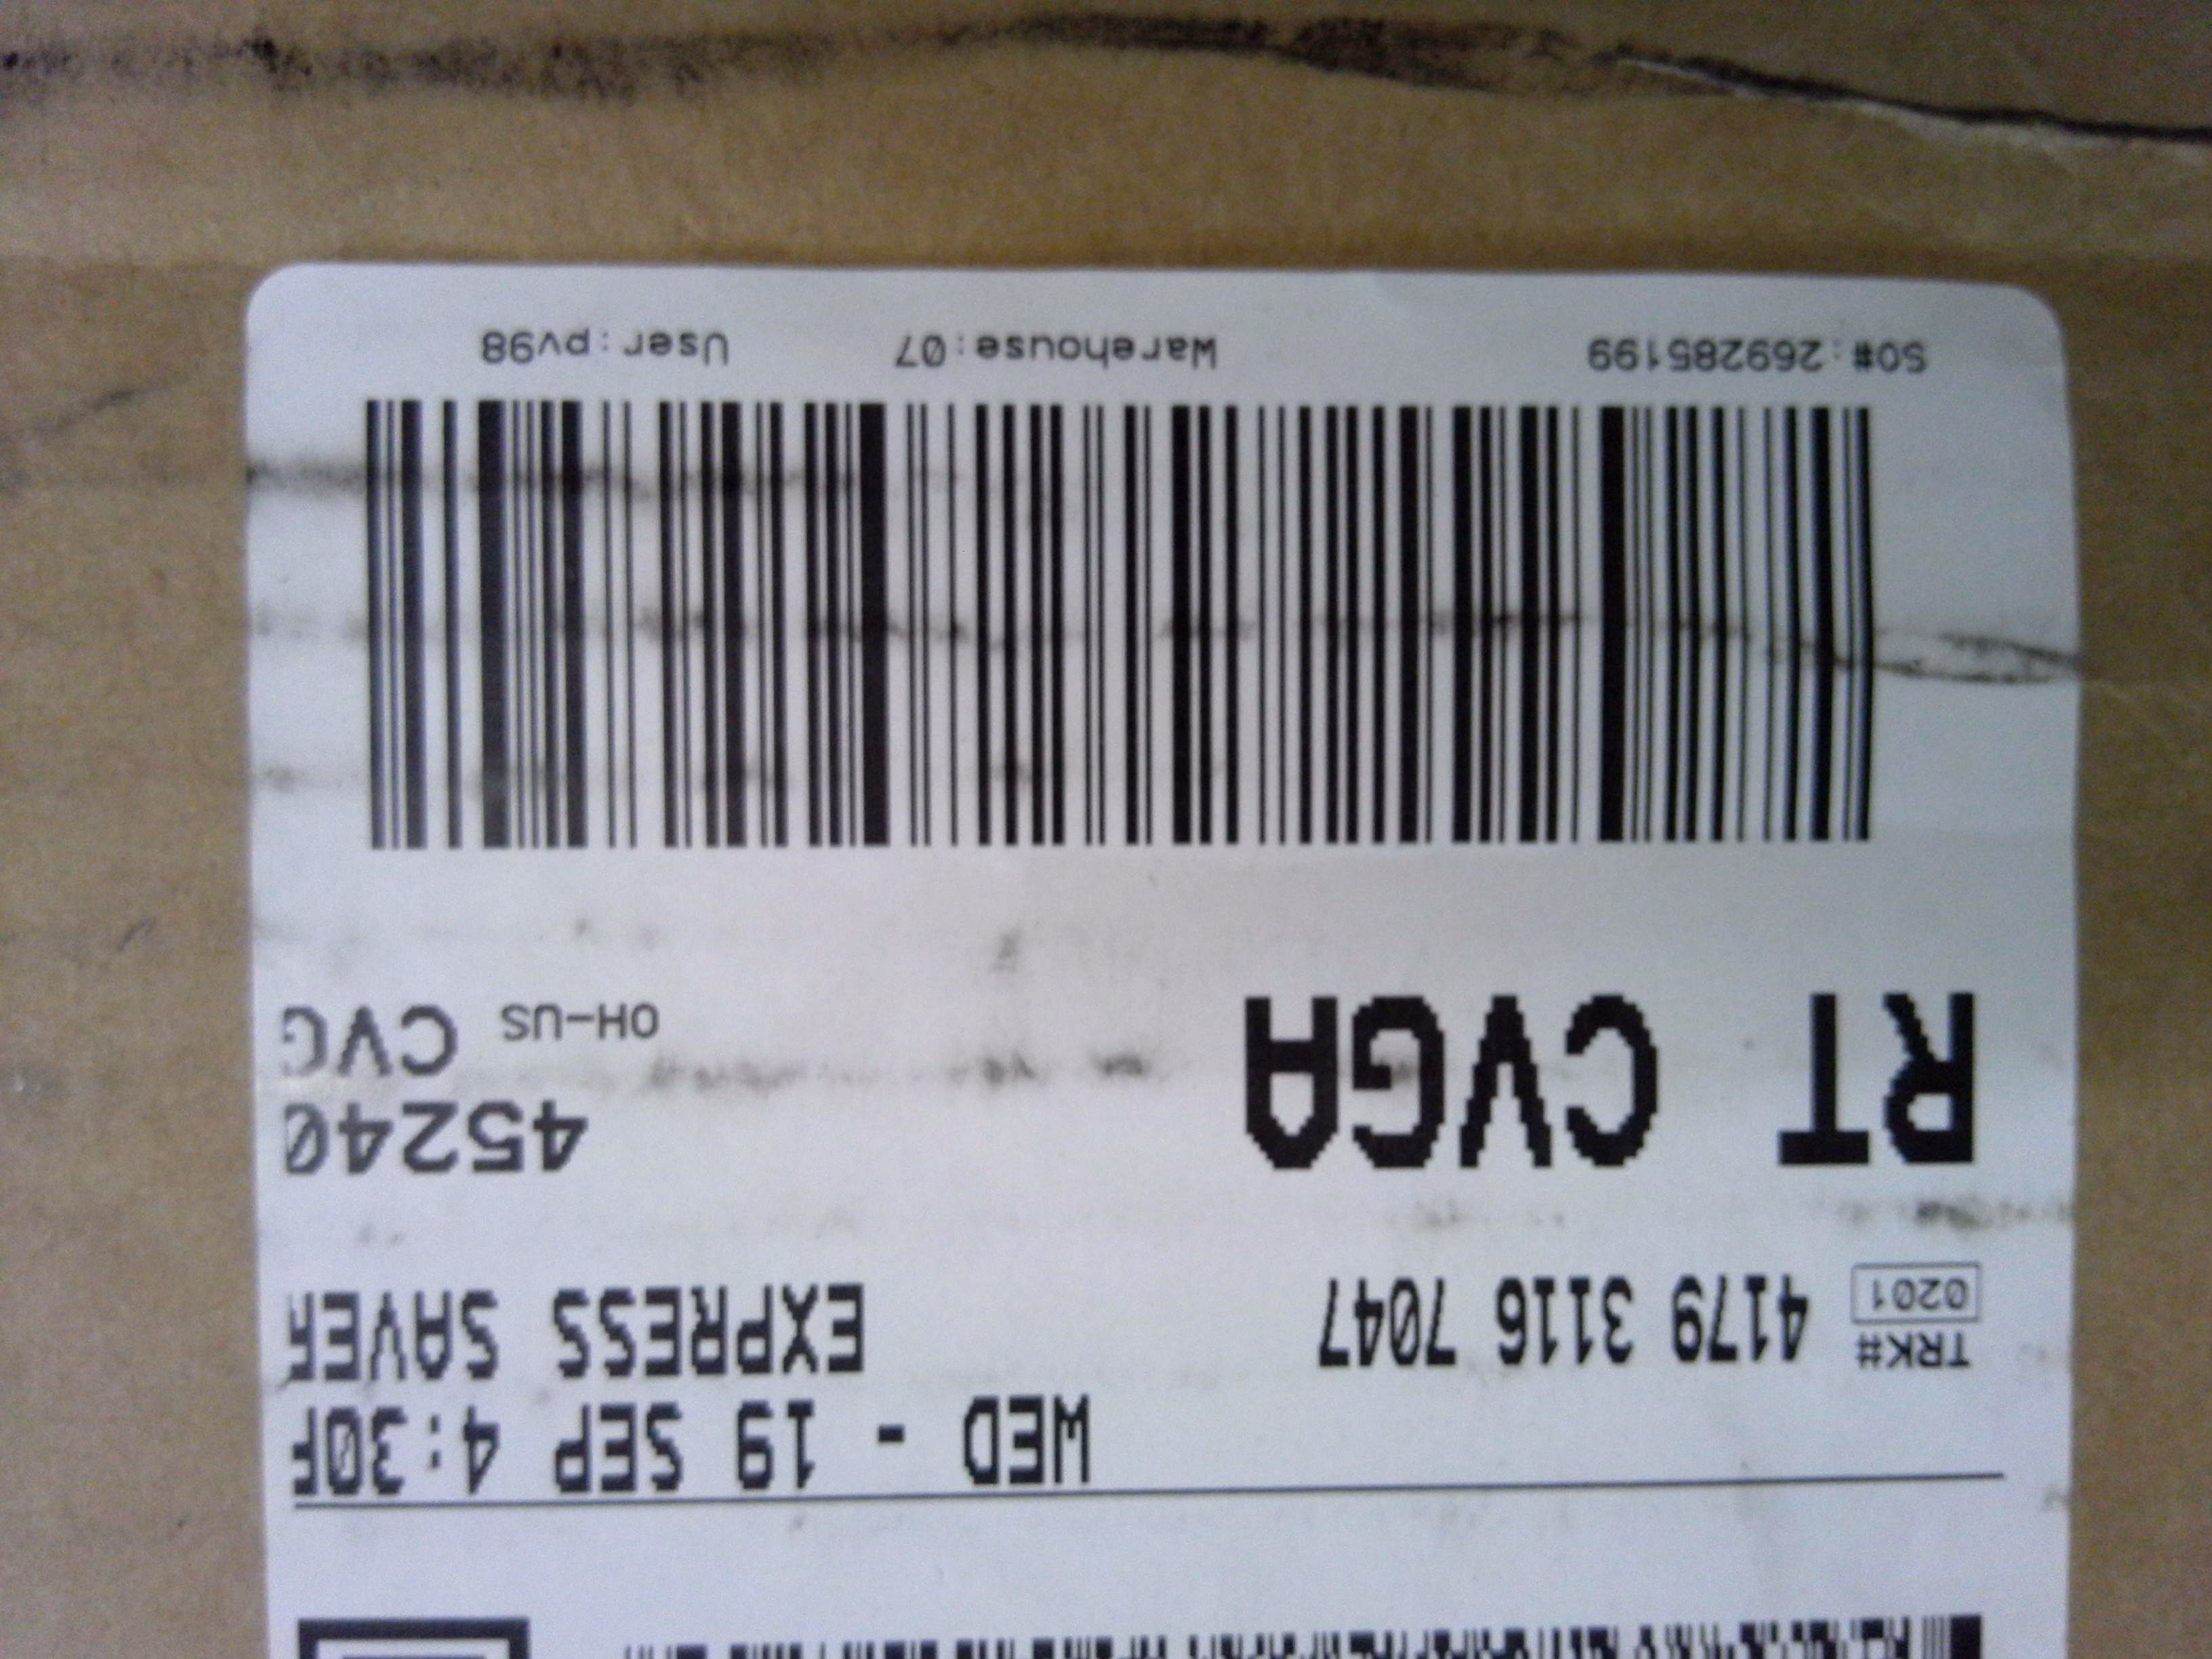 WED - 19 SEP 4:30P
TRK#
0201
4179 3116 7047
EXPRESS SAVER
RT CVGA
45240
OH-US
CVG
SO#:269285199 Warehouse:07 User:pv98